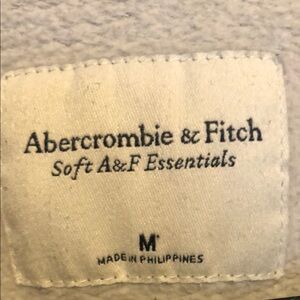 Abercrombie & Fitch
Soft A&F Essentials
M
MADE IN PHILIPPINES